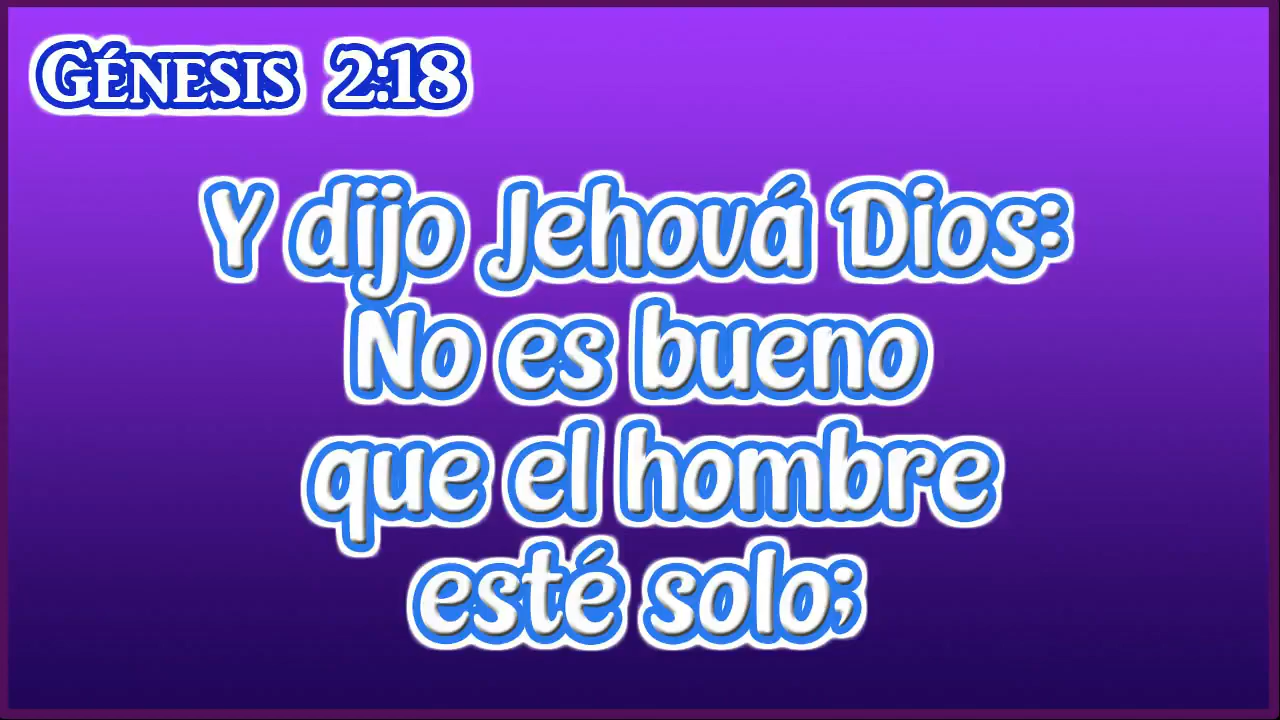 Génesis 2:18
Y dijo Jehová Dios:
No es bueno
que el hombre
esté solo;